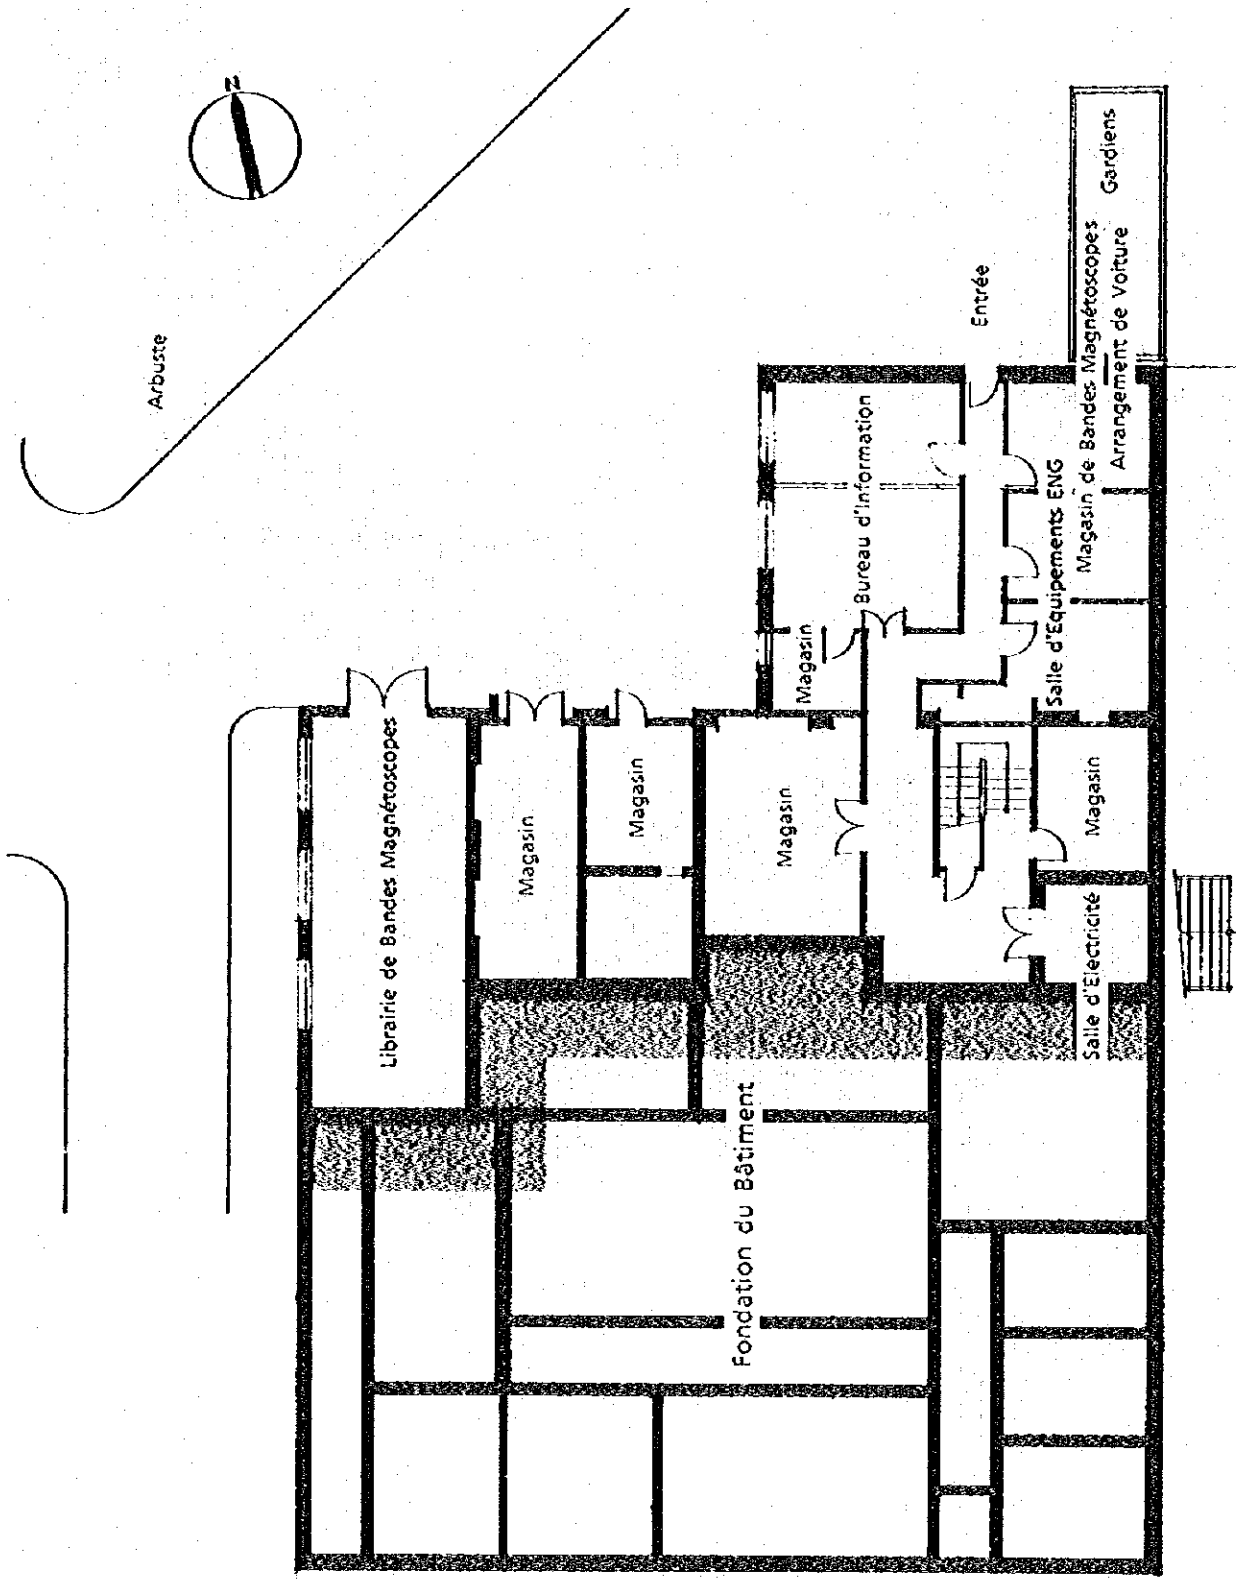 N
Arbuste
Librairie de Bandes Magnétoscopes
Magasin
Magasin
Magasin
Magasin
Bureau d'Information
Entrée
Salle d'Equipements ENG
Magasin de Bandes Magnétoscopes
Arrangement de Voiture
Gardiens
Magasin
Salle d'Electricité
Fondation du Bâtiment